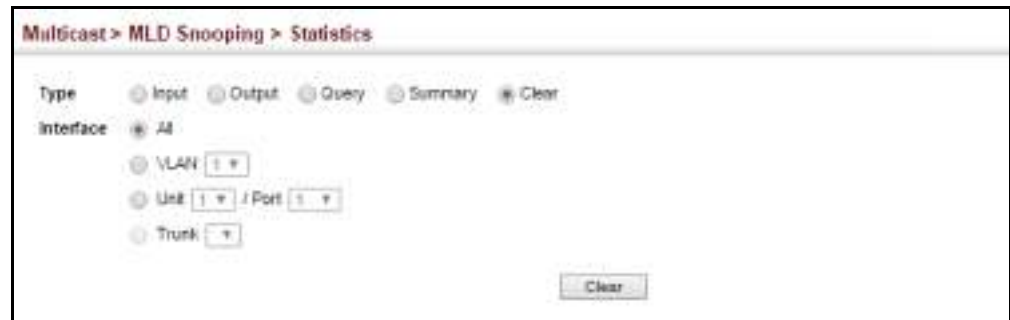 Multicast > MLD Snooping > Statistics
Type Input Output Query Summary Clear
Interface All
VLAN 1
Unit 1 / Port 1
Trunk
Clear